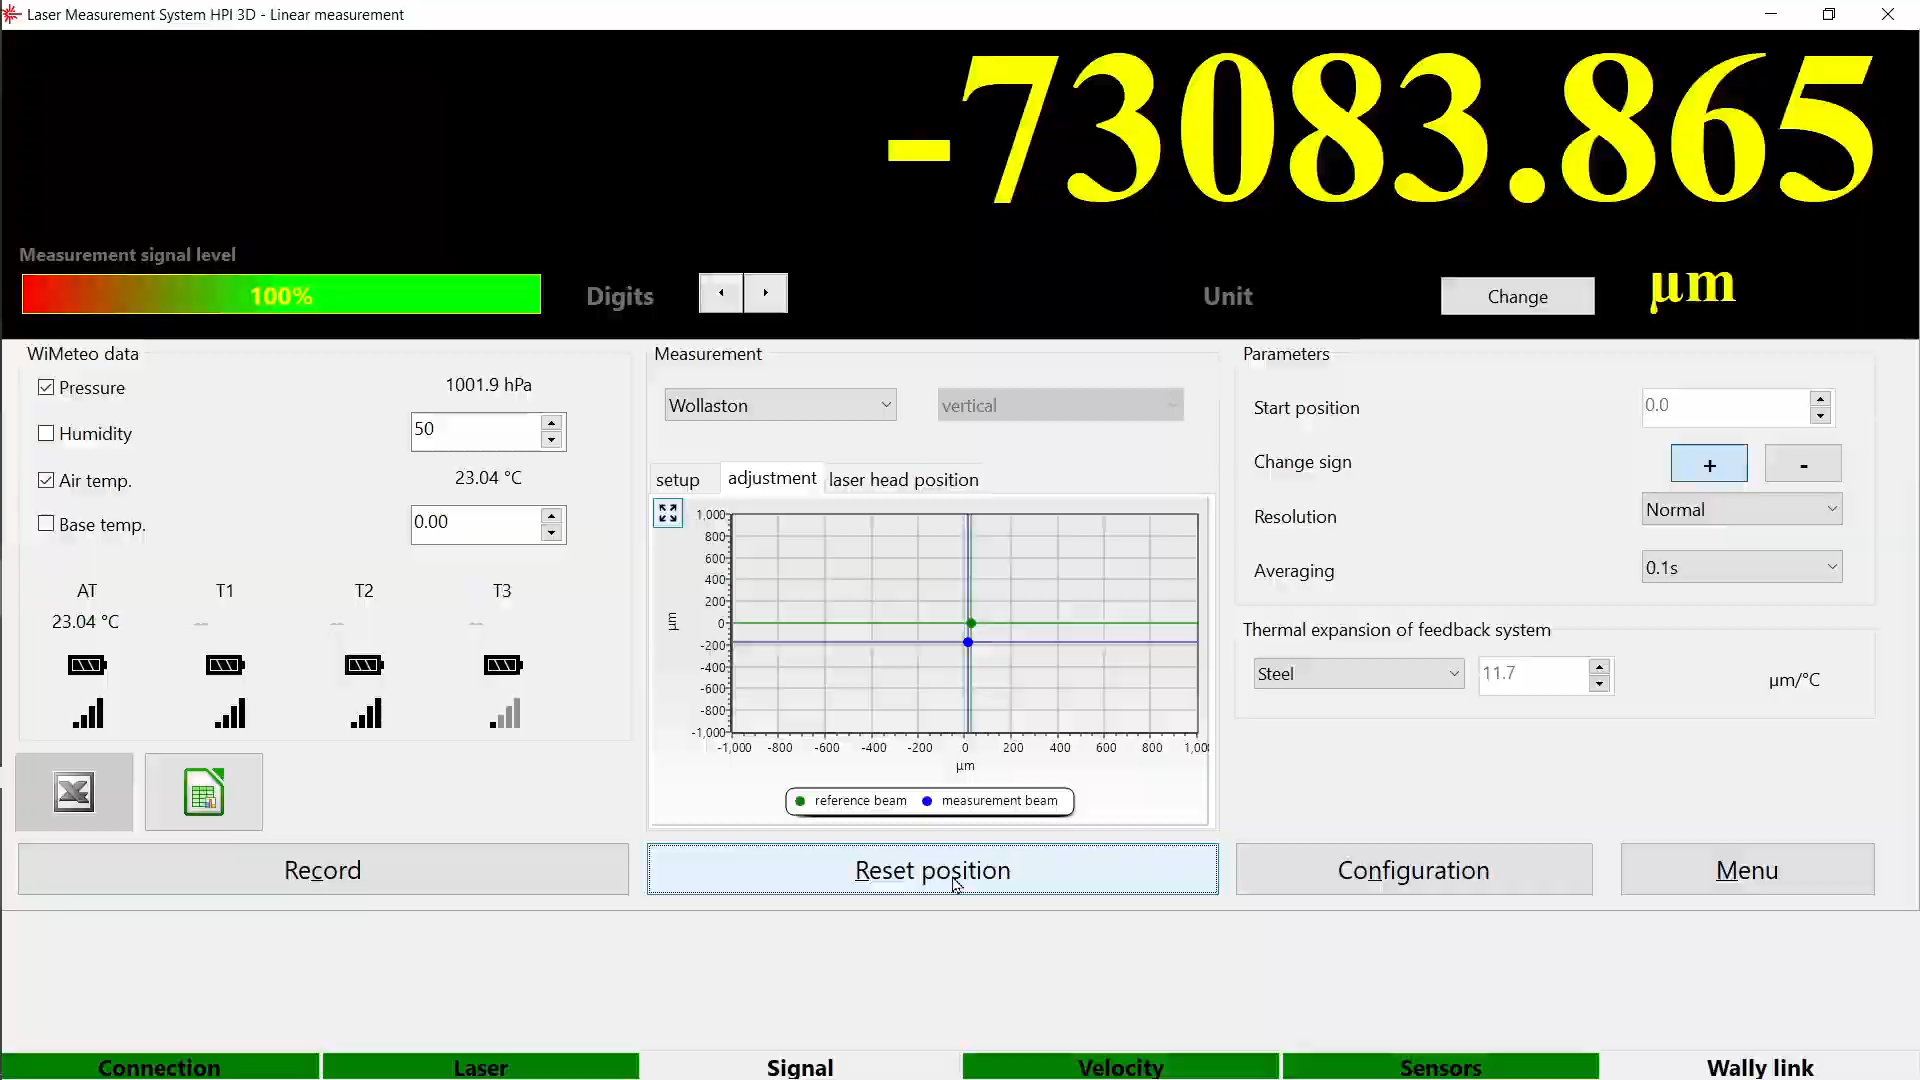 Laser Measurement System HPI 3D - Linear measurement
-73083.865
Measurement signal level
100%
Digits
Unit
Change
µm
WiMeteo data
Pressure
1001.9 hPa
Humidity
50
Air temp.
23.04 °C
Base temp.
0.00
AT T1 T2 T3
23.04 °C -- -- --
Measurement
Wollaston
vertical
setup adjustment laser head position
1,000
800
600
400
200
0
-200
-400
-600
-800
-1,000
µm
-1,000 -800 -600 -400 -200 0 200 400 600 800 1,00
µm
reference beam measurement beam
Parameters
Start position
0.0
Change sign
+ -
Resolution
Normal
Averaging
0.1s
Thermal expansion of feedback system
Steel
11.7
µm/°C
Record
Reset position
Configuration
Menu
Connection Laser Signal Velocity Sensors Wally link